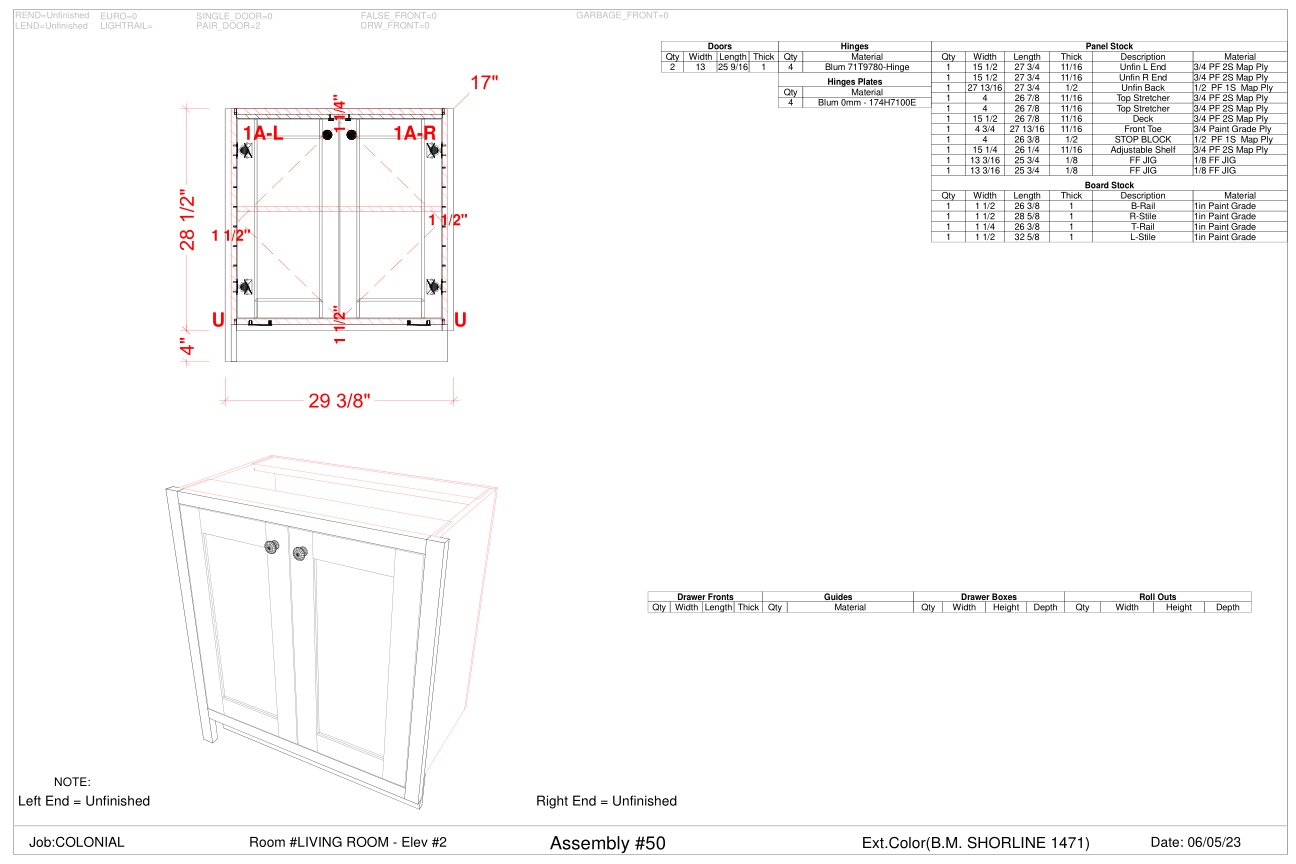 REND=Unfinished EURO=0 SINGLE_DOOR=0 FALSE_FRONT=0 GARBAGE_FRONT=0
LEND=Unfinished LIGHTRAIL= PAIR_DOOR=2 DRW_FRONT=0
17"
1 1/4"
1A-L 1A-R
28 1/2"
1 1/2"
1 1/2"
1 1/2"
U U
4"
29 3/8"
Doors
Qty Width Length Thick
2 13 25 9/16 1
Hinges
Qty Material
4 Blum 71T9780-Hinge
Hinges Plates
Qty Material
4 Blum 0mm - 174H7100E
Panel Stock
Qty Width Length Thick Description Material
1 15 1/2 27 3/4 11/16 Unfin L End 3/4 PF 2S Map Ply
1 15 1/2 27 3/4 11/16 Unfin R End 3/4 PF 2S Map Ply
1 27 13/16 27 3/4 1/2 Unfin Back 1/2 PF 1S Map Ply
1 4 26 7/8 11/16 Top Stretcher 3/4 PF 2S Map Ply
1 4 26 7/8 11/16 Top Stretcher 3/4 PF 2S Map Ply
1 15 1/2 26 7/8 11/16 Deck 3/4 PF 2S Map Ply
1 4 3/4 27 13/16 11/16 Front Toe 3/4 Paint Grade Ply
1 4 26 3/8 1/2 STOP BLOCK 1/2 PF 1S Map Ply
1 15 1/4 26 1/4 11/16 Adjustable Shelf 3/4 PF 2S Map Ply
1 13 3/16 25 3/4 1/8 FF JIG 1/8 FF JIG
1 13 3/16 25 3/4 1/8 FF JIG 1/8 FF JIG
Board Stock
Qty Width Length Thick Description Material
1 1 1/2 26 3/8 1 B-Rail 1in Paint Grade
1 1 1/2 28 5/8 1 R-Stile 1in Paint Grade
1 1 1/4 26 3/8 1 T-Rail 1in Paint Grade
1 1 1/2 32 5/8 1 L-Stile 1in Paint Grade
Drawer Fronts Guides Drawer Boxes Roll Outs
Qty Width Length Thick Qty Material Qty Width Height Depth Qty Width Height Depth
NOTE:
Left End = Unfinished Right End = Unfinished
Job:COLONIAL Room #LIVING ROOM - Elev #2 Assembly #50 Ext.Color(B.M. SHORLINE 1471) Date: 06/05/23